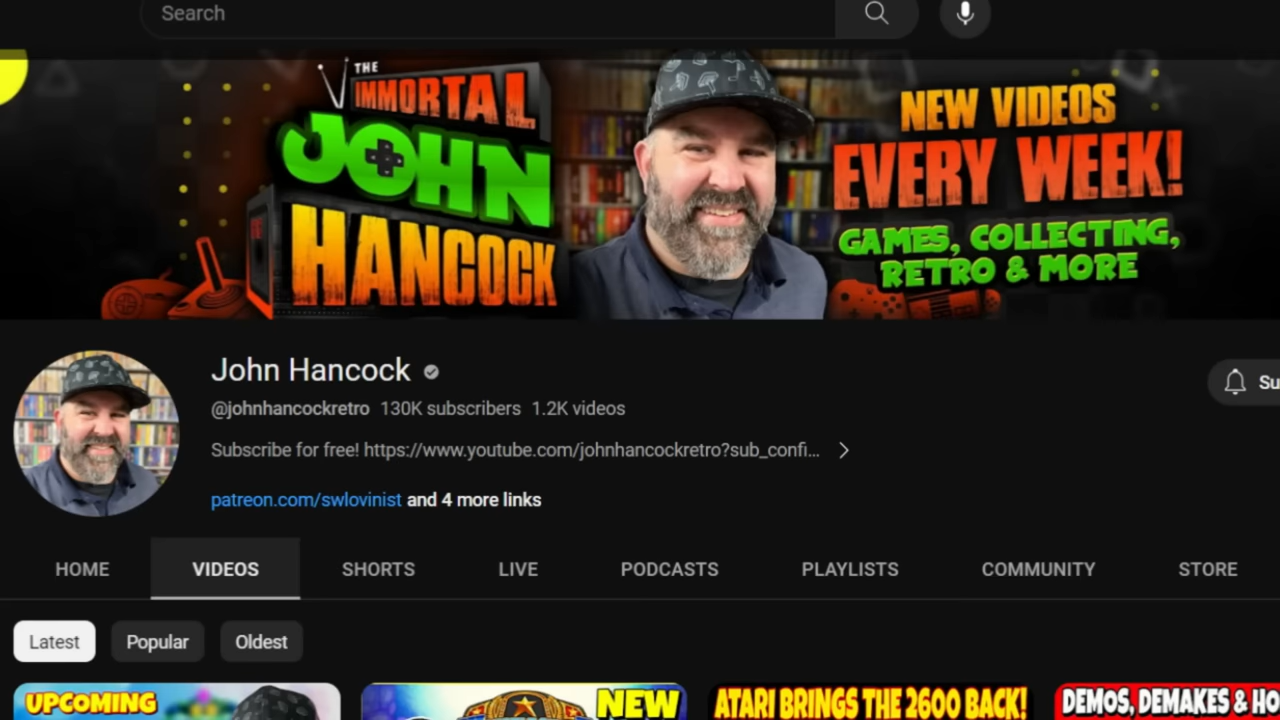 Search
THE
IMMORTAL
JOHN
HANCOCK
NEW VIDEOS
EVERY WEEK!
GAMES, COLLECTING,
RETRO & MORE
John Hancock
@johnhancockretro 130K subscribers 1.2K videos
Subscribe for free! https://www.youtube.com/johnhancockretro?sub_confi...
patreon.com/swlovinist and 4 more links
Su
HOME VIDEOS SHORTS LIVE PODCASTS PLAYLISTS COMMUNITY STORE
Latest Popular Oldest
UPCOMING
NEW
ATARI BRINGS THE 2600 BACK!
DEMOS, DEMAKES & HO